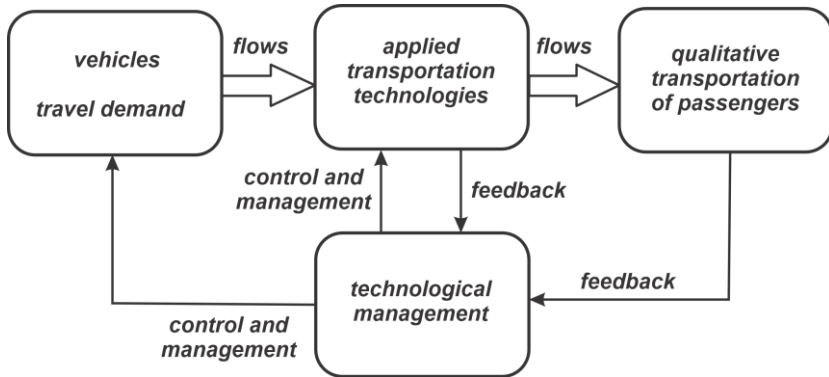 vehicles
travel demand
flows
applied
transportation
technologies
flows
qualitative
transportation
of passengers
control and
management
feedback
technological
management
feedback
control and
management